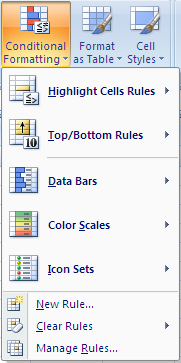 Conditional Format Cell
Formatting as Table Styles
Highlight Cells Rules
10
Top/Bottom Rules
Data Bars
Color Scales
Icon Sets
New Rule...
Clear Rules
Manage Rules...